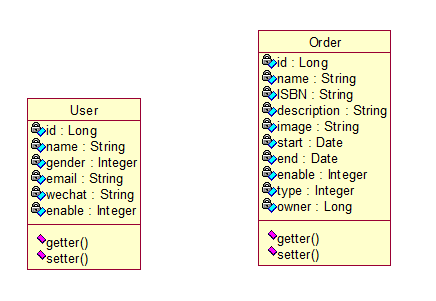 User
id : Long
name : String
gender : Integer
email : String
wechat : String
enable : Integer
getter()
setter()
Order
id : Long
name : String
ISBN : String
description : String
image : String
start : Date
end : Date
enable : Integer
type : Integer
owner : Long
getter()
setter()